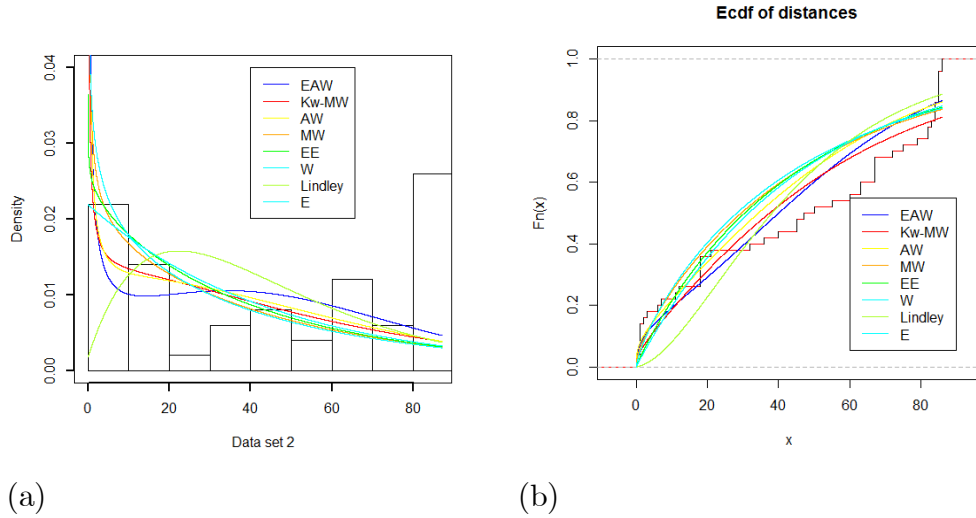 Density
0.00
0.01
0.02
0.03
0.04
EAW
Kw-MW
AW
MW
EE
W
Lindley
E
0 20 40 60 80
Data set 2
(a)
Ecdf of distances
Fn(x)
0.0
0.2
0.4
0.6
0.8
1.0
EAW
Kw-MW
AW
MW
EE
W
Lindley
E
0 20 40 60 80
x
(b)